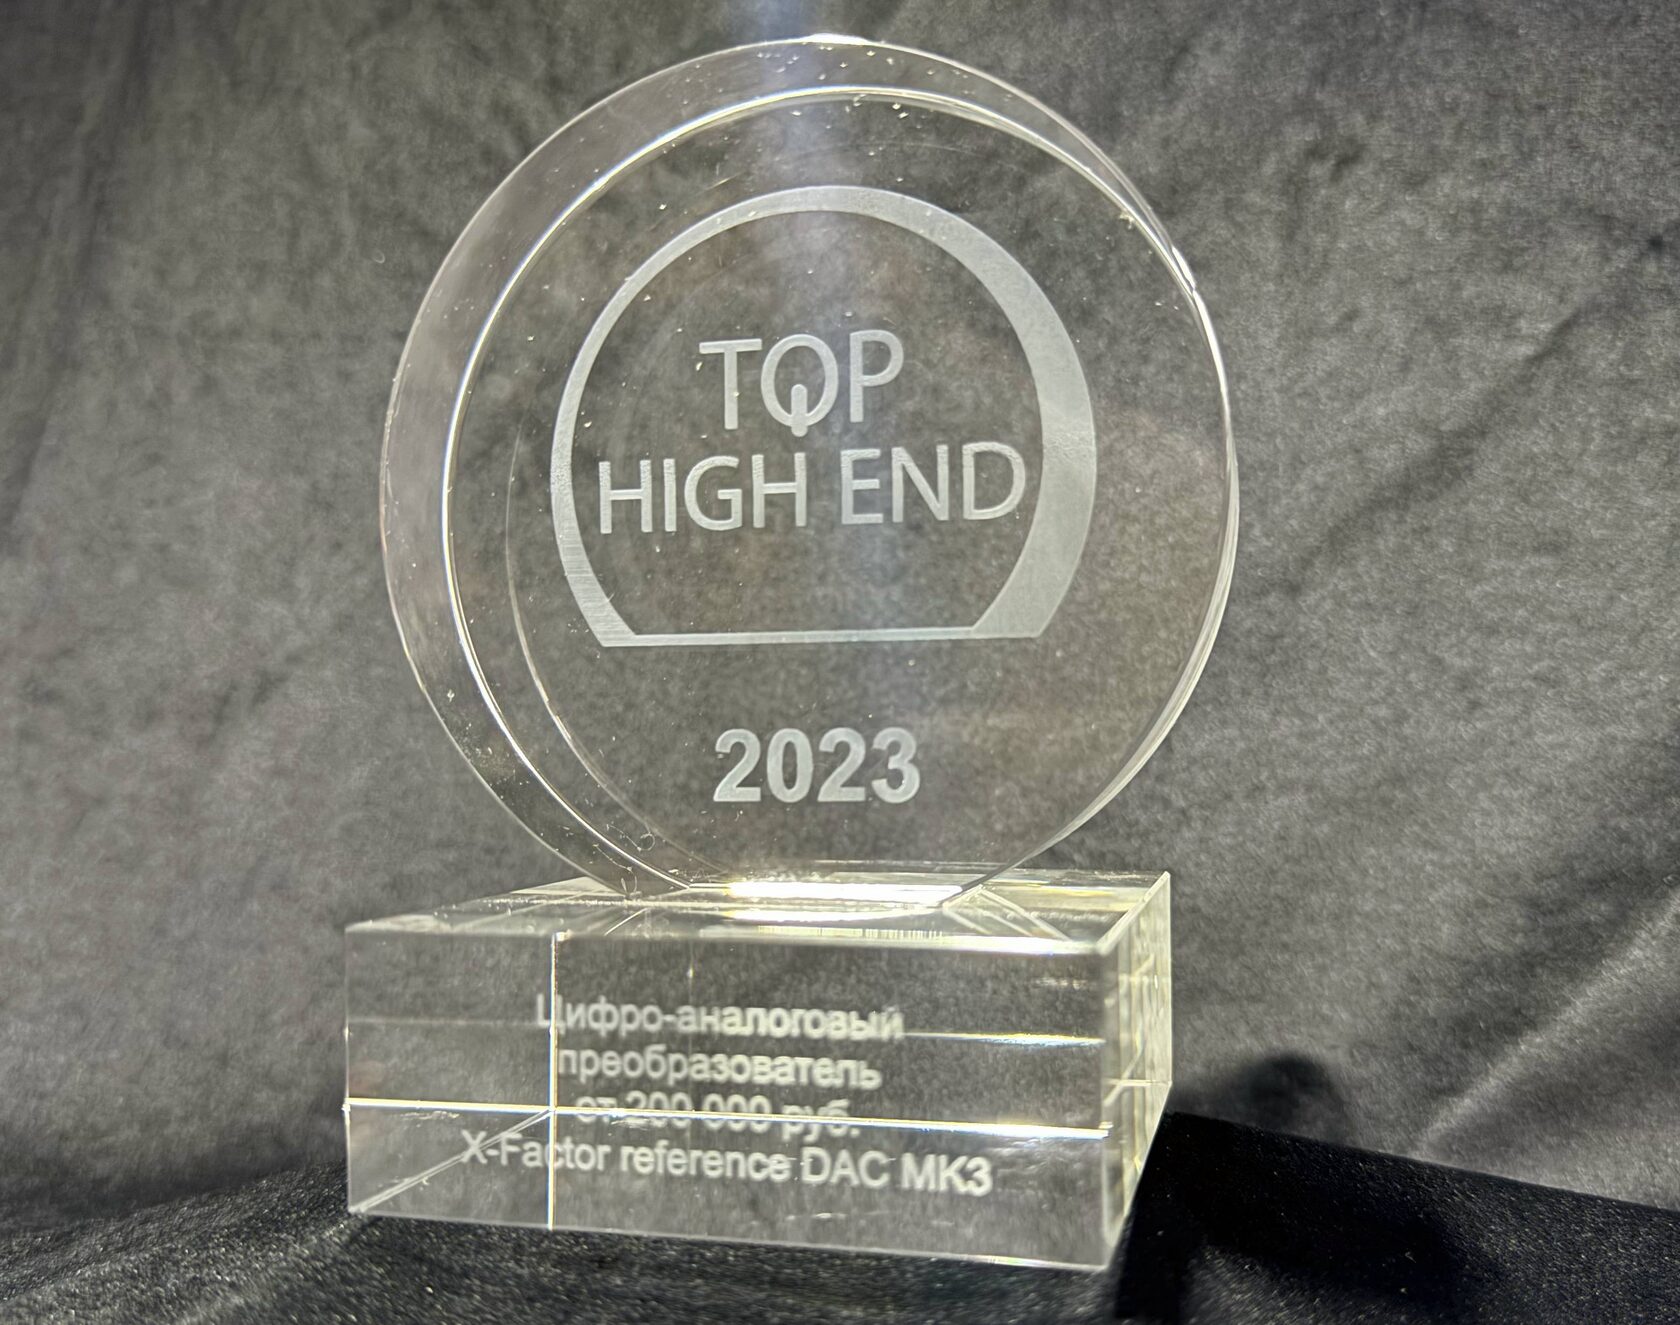 TOP
HIGH END
2023
Цифро-аналоговый
преобразователь
от 200 000 руб.
X-Factor reference DAC MK3